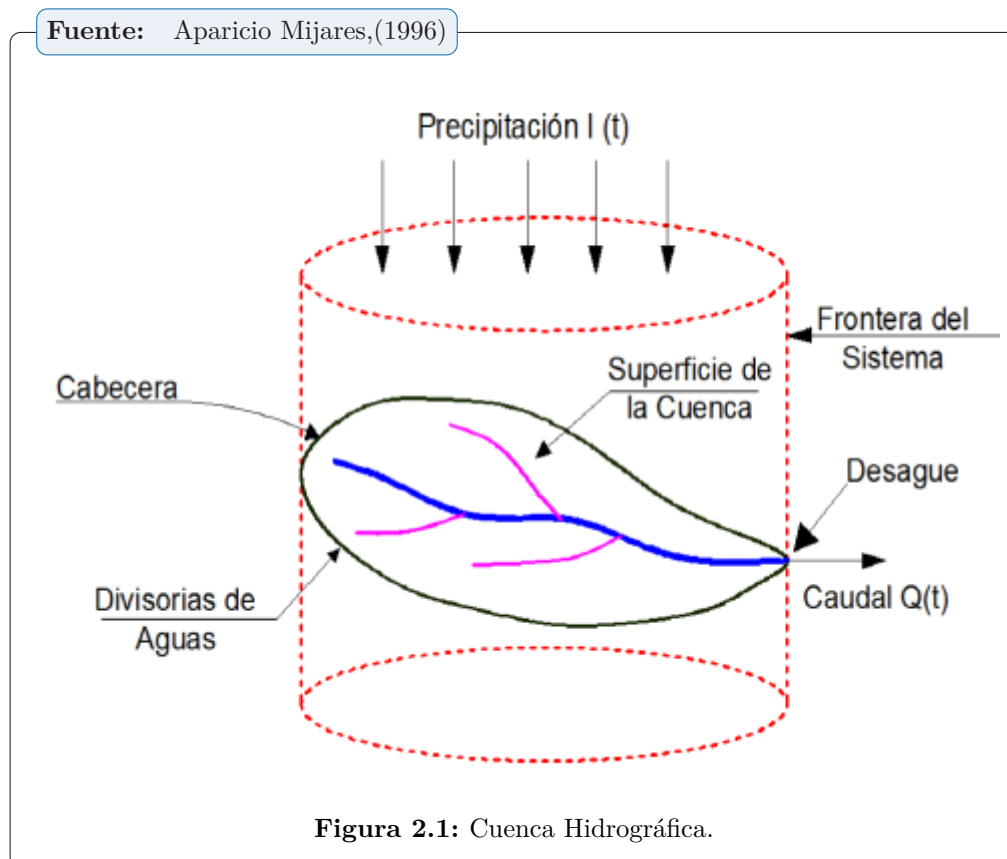 Fuente: Aparicio Mijares,(1996)
Precipitación I (t)
Frontera del
Sistema
Superficie de
la Cuenca
Cabecera
Desague
Divisorias de
Aguas
Caudal Q(t)
Figura 2.1: Cuenca Hidrográfica.